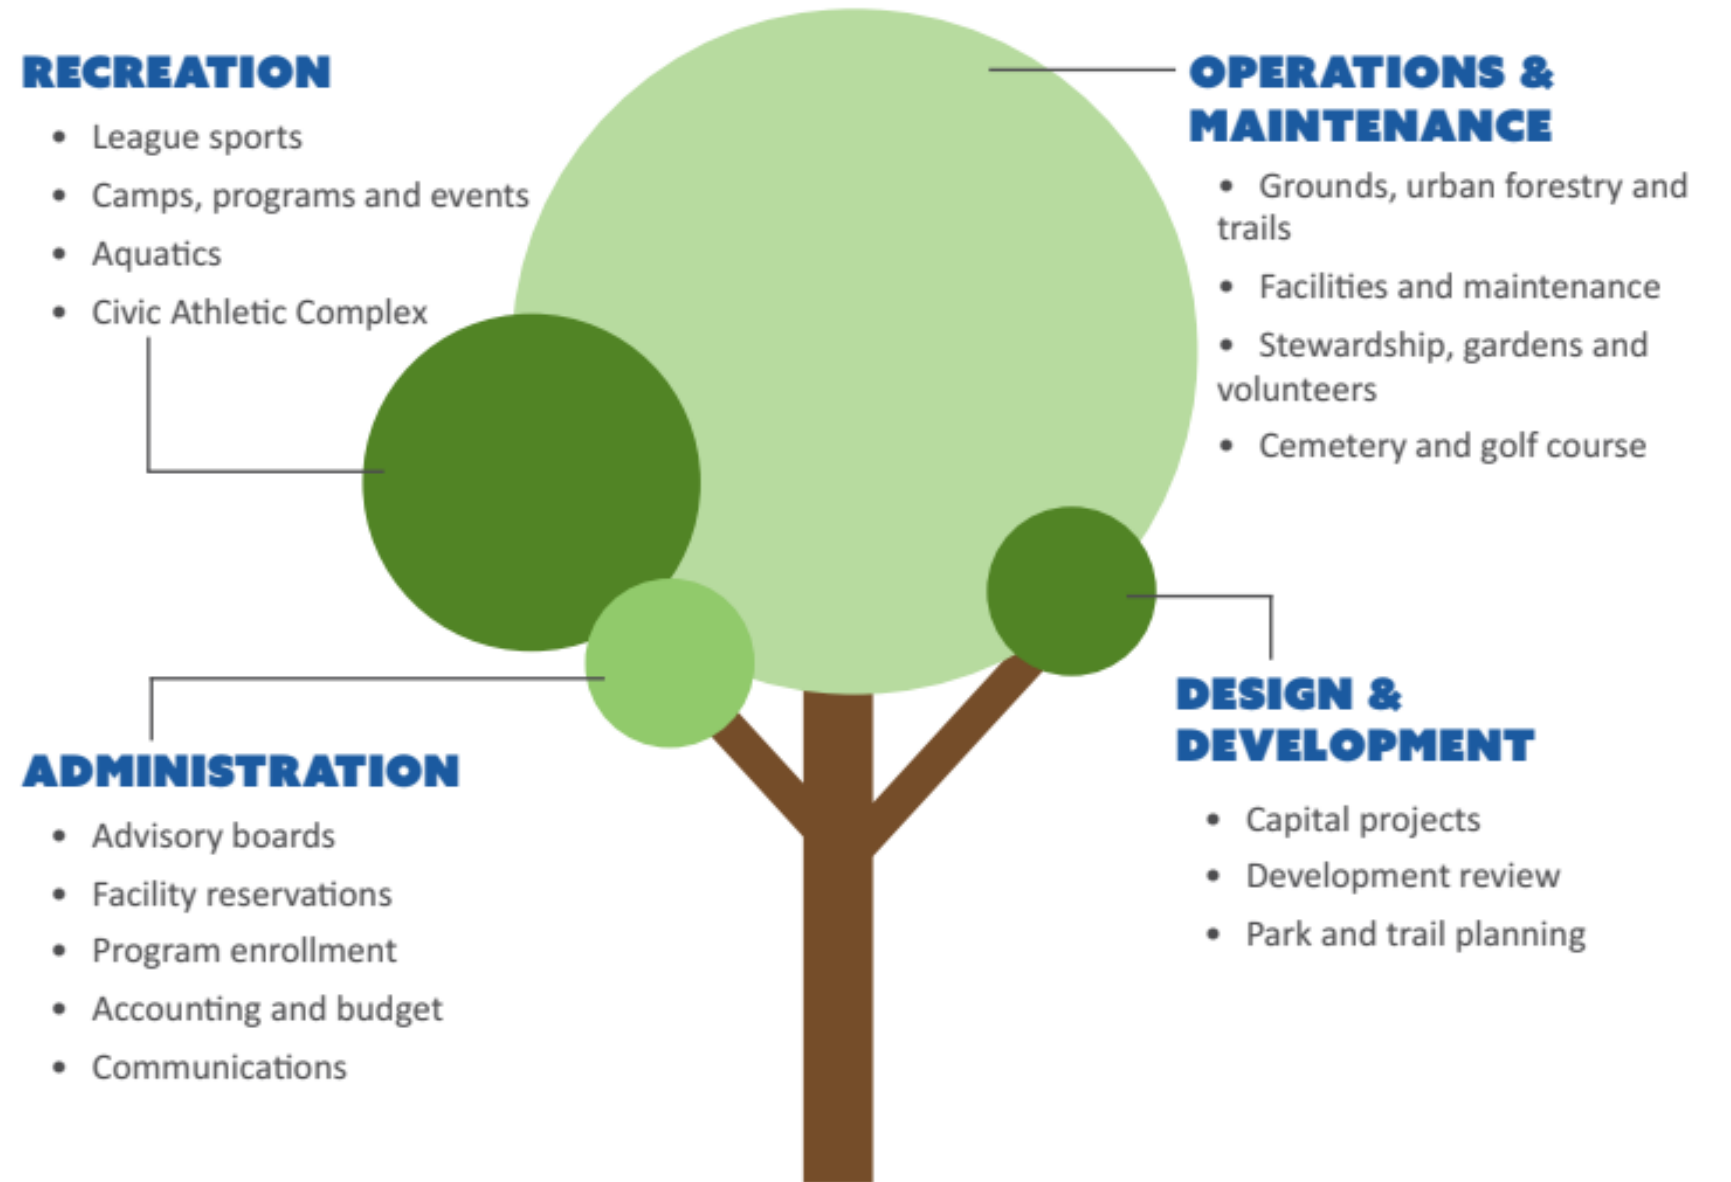 RECREATION
• League sports
• Camps, programs and events
• Aquatics
• Civic Athletic Complex
OPERATIONS &
MAINTENANCE
• Grounds, urban forestry and
trails
• Facilities and maintenance
• Stewardship, gardens and
volunteers
• Cemetery and golf course
ADMINISTRATION
• Advisory boards
• Facility reservations
• Program enrollment
• Accounting and budget
• Communications
DESIGN &
DEVELOPMENT
• Capital projects
• Development review
• Park and trail planning